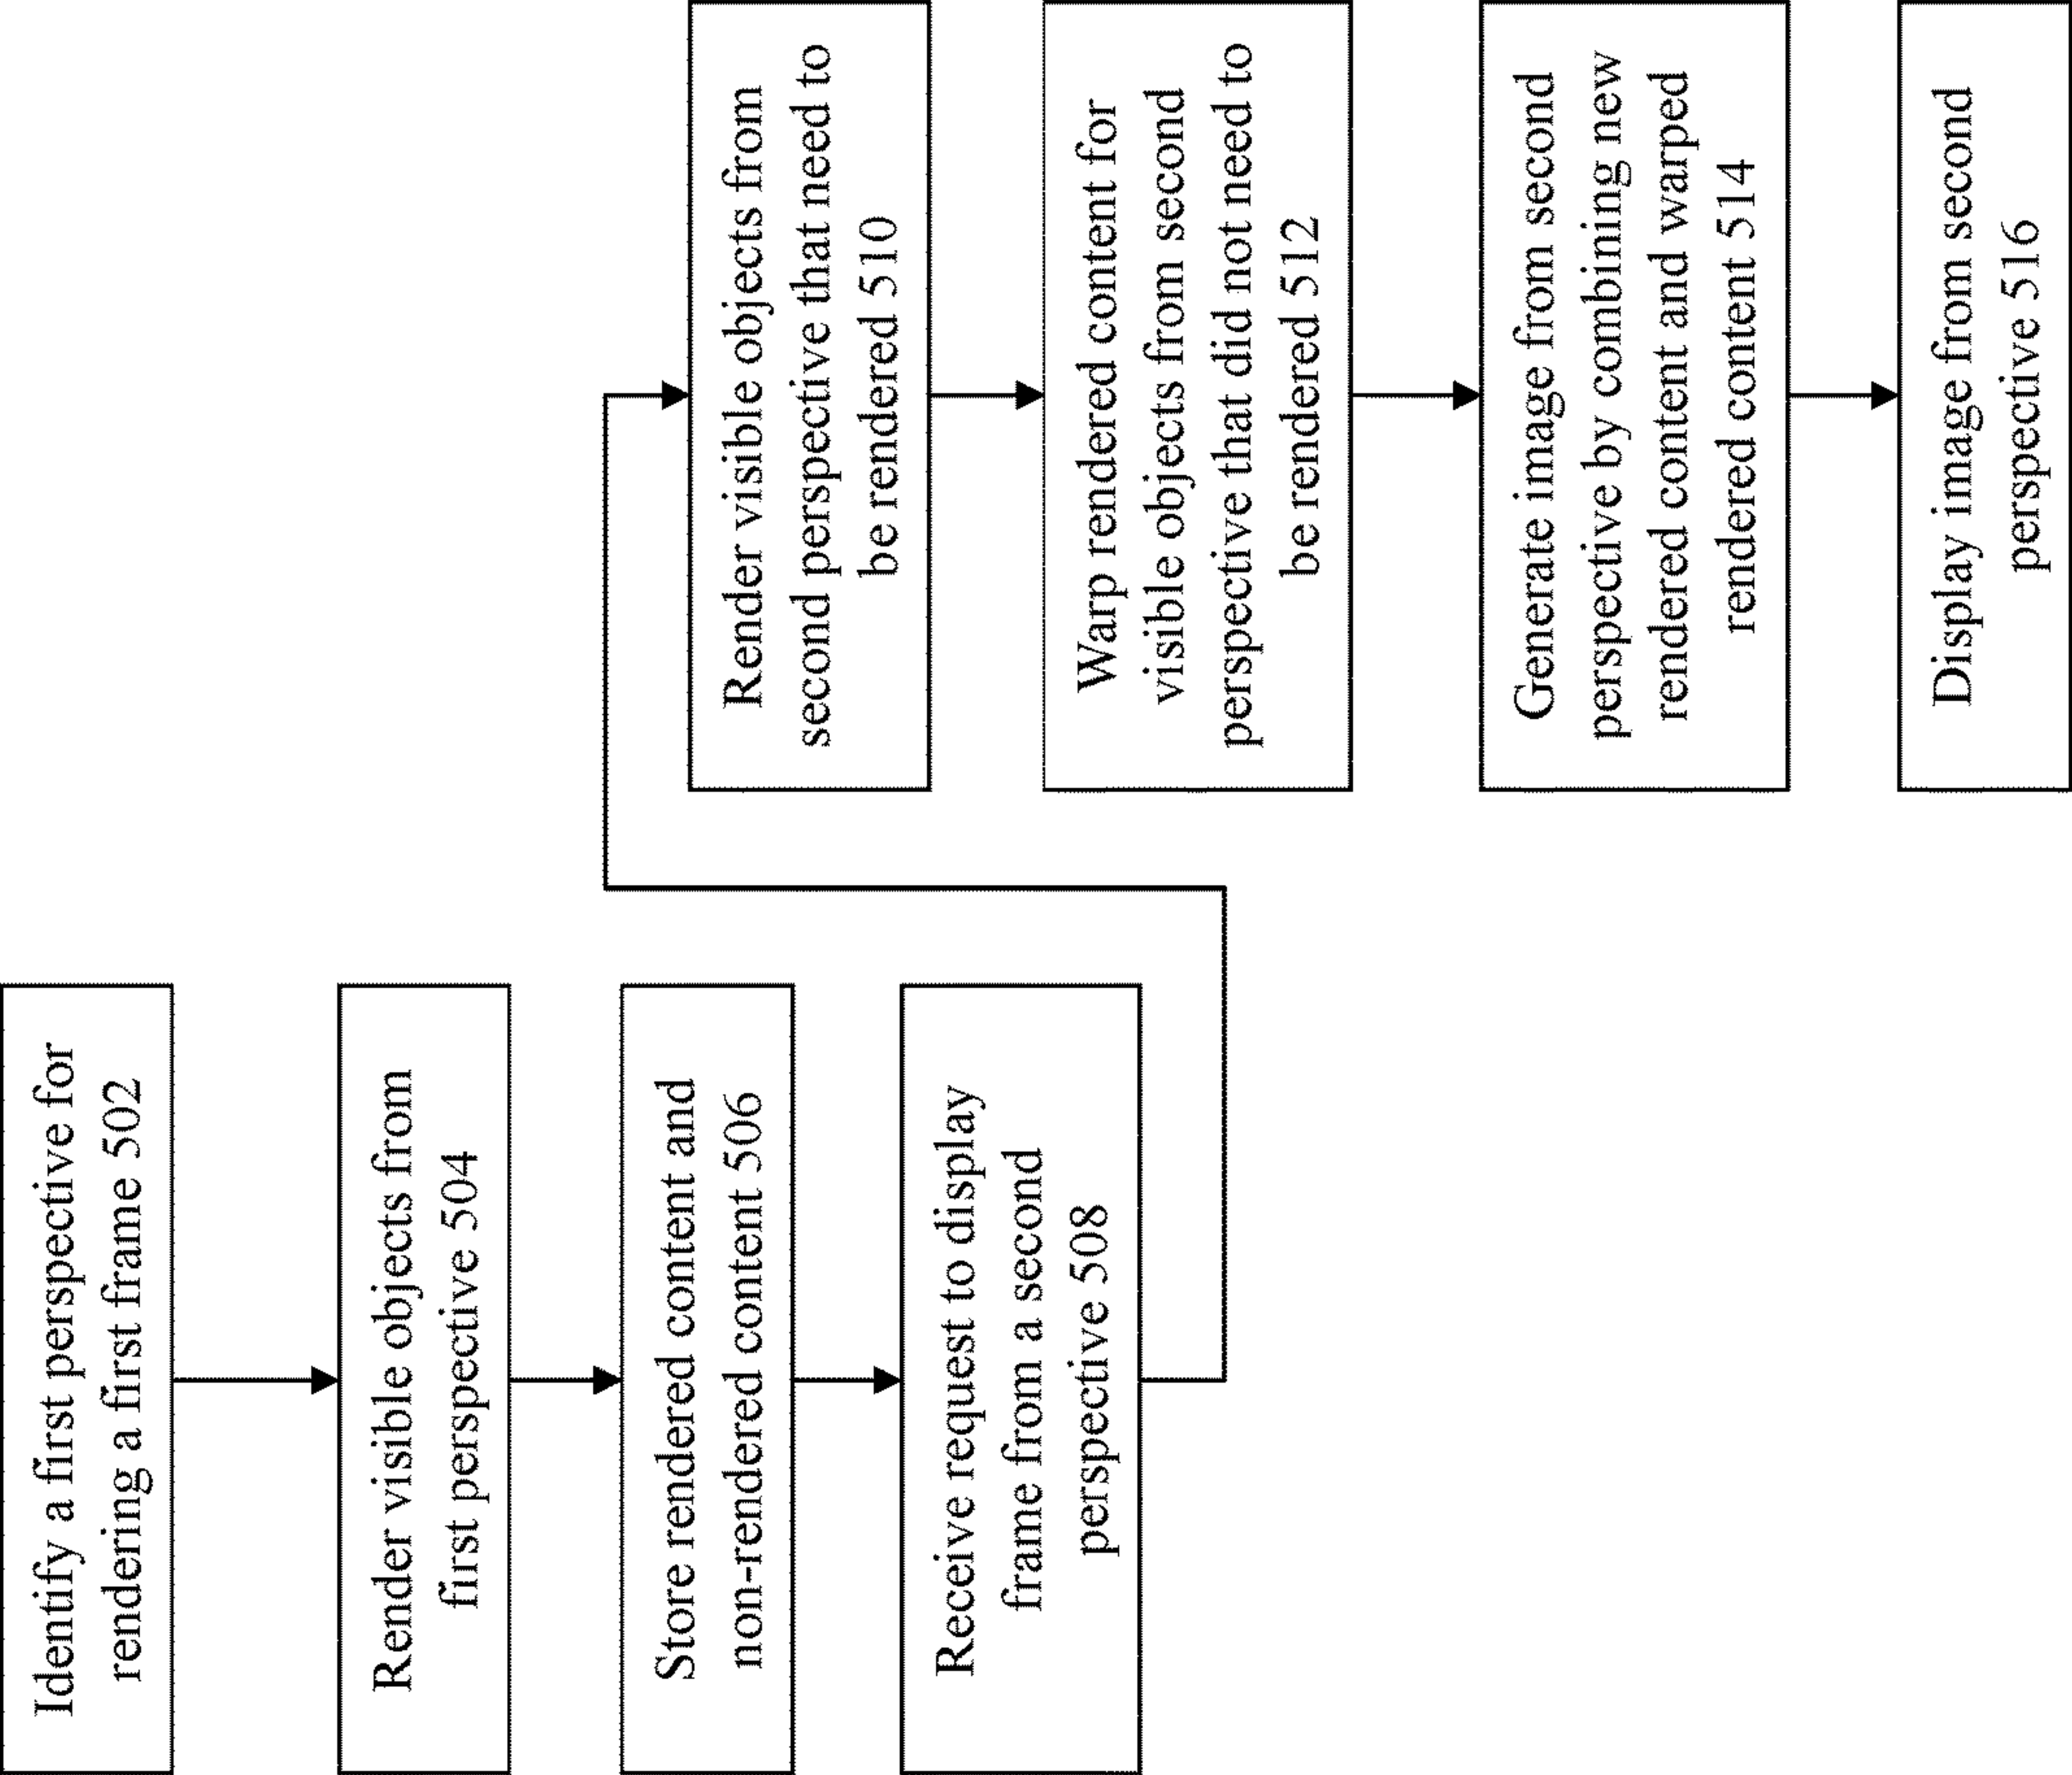 Identify a first perspective for
rendering a first frame 502
Render visible objects from
first perspective 504
Store rendered content and
non-rendered content 506
Receive request to display
frame from a second
perspective 508
Render visible objects from
second perspective that need to
be rendered 510
Warp rendered content for
visible objects from second
perspective that did not need to
be rendered 512
Generate image from second
perspective by combining new
rendered content and warped
rendered content 514
Display image from second
perspective 516